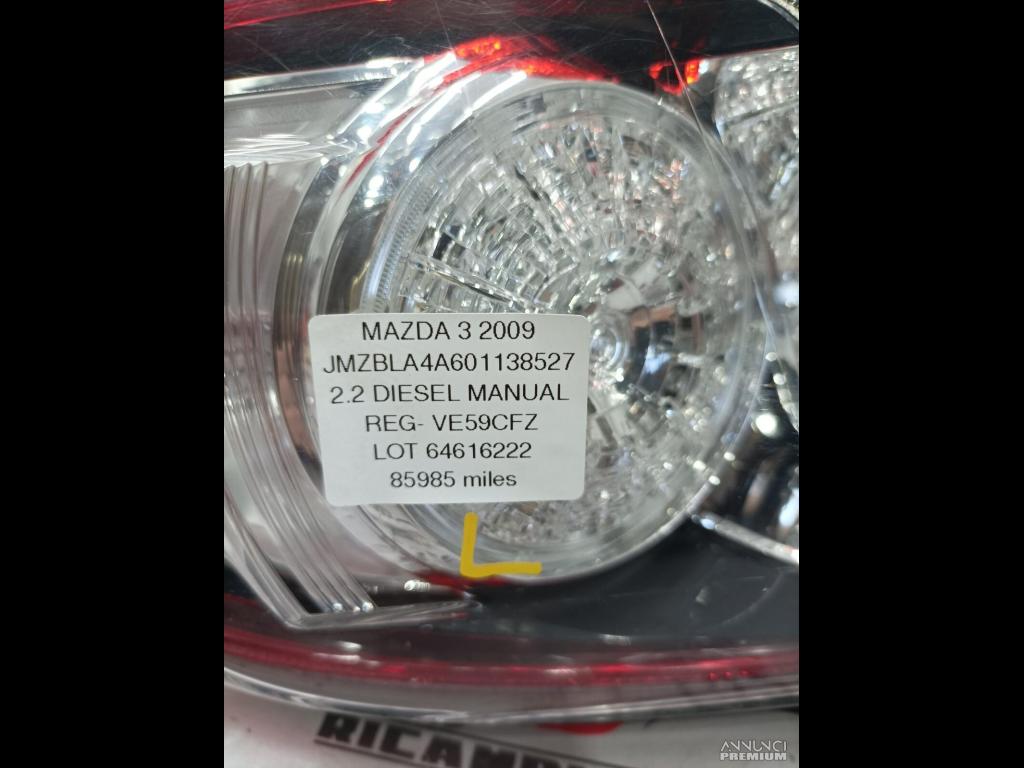 MAZDA 3 2009
JMZBLA4A601138527
2.2 DIESEL MANUAL
REG- VE59CFZ
LOT 64616222
85985 miles
L
ANNUNCI
PREMIUM